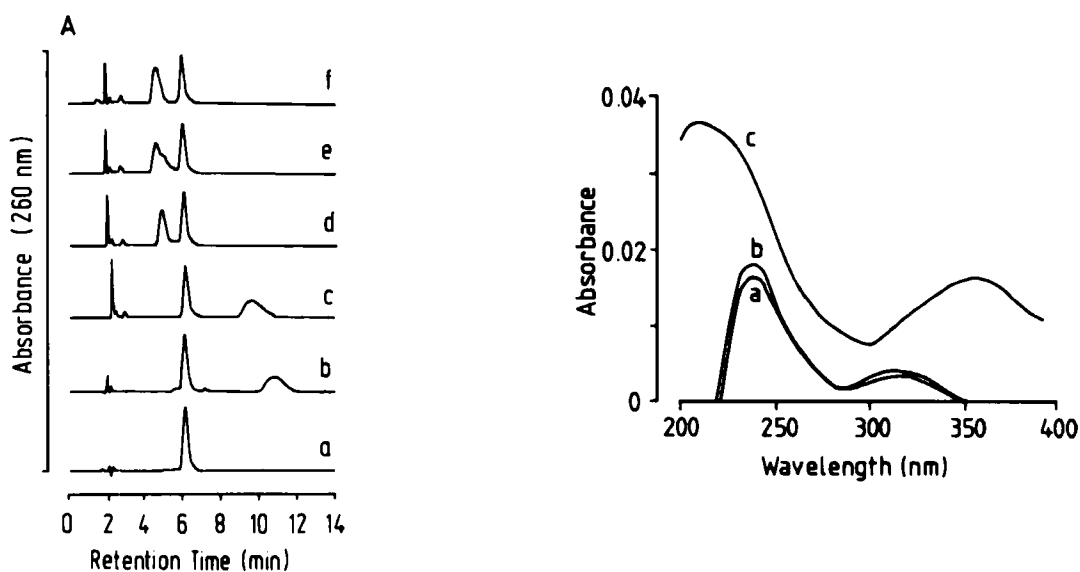 A
Absorbance (260 nm)
f
e
d
c
b
a
0 2 4 6 8 10 12 14
Retention Time (min)
0.04
0.02
0
Absorbance
c
b
a
200 250 300 350 400
Wavelength (nm)